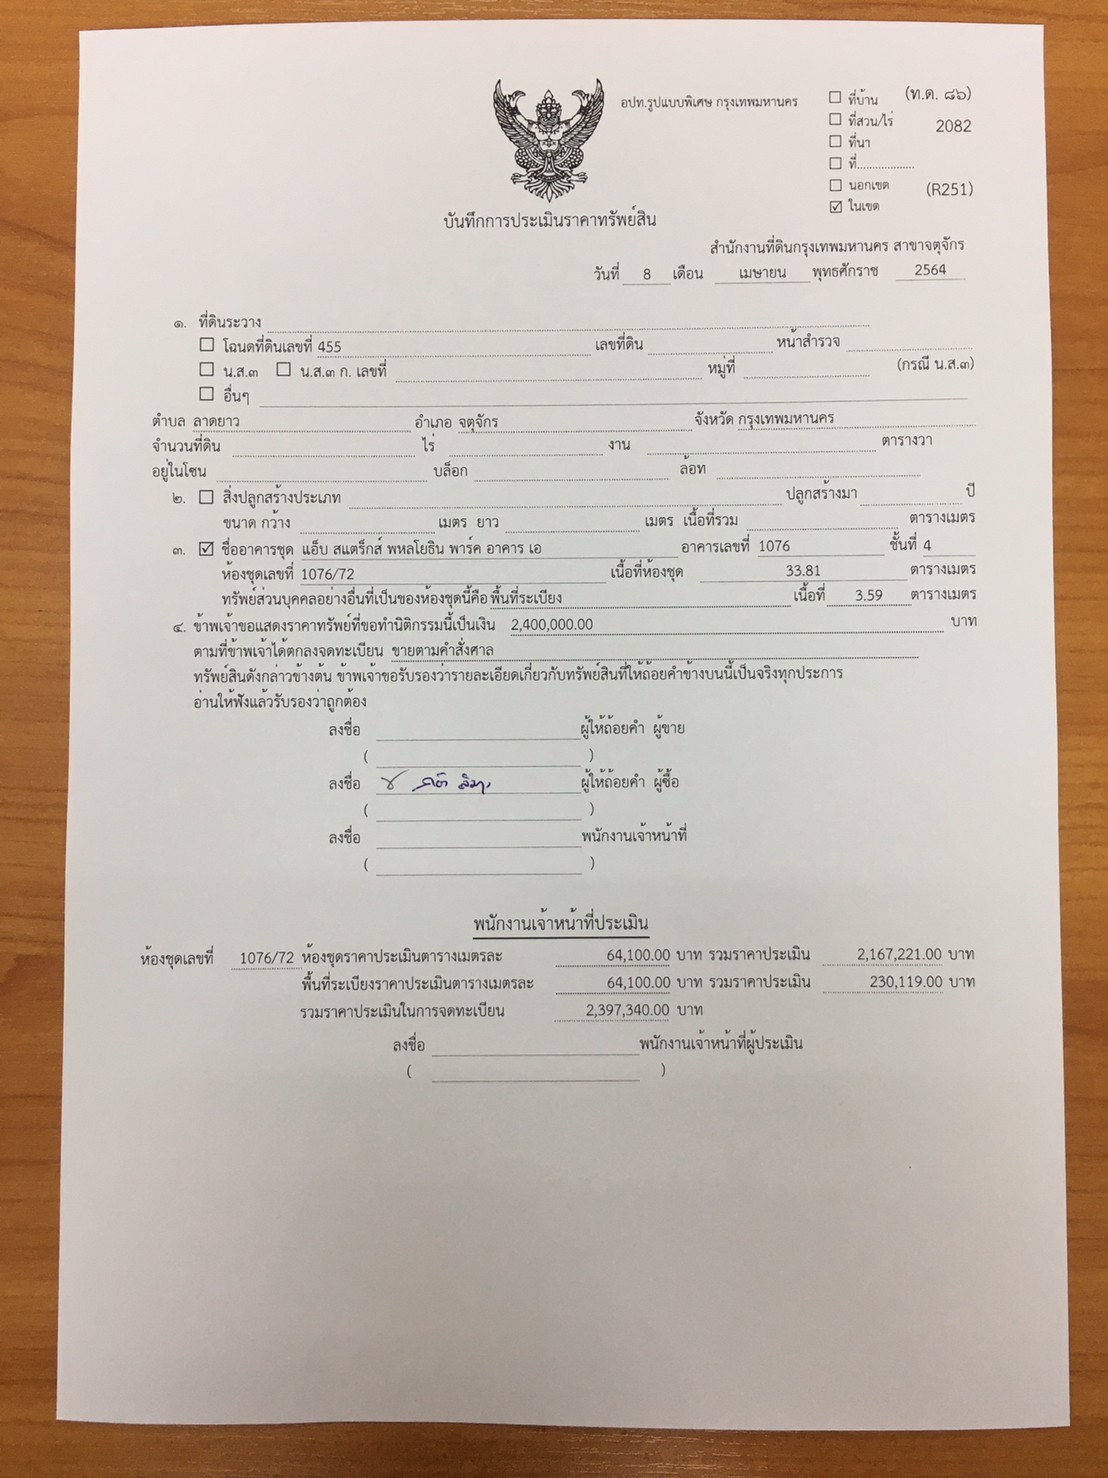 อปท.รูปแบบพิเศษ กรุงเทพมหานคร
☐ ที่บ้าน (ท.ด. ๘๖)
☐ ที่สวน/ไร่ 2082
☐ ที่นา
☐ ที่...................
☐ นอกเขต (R251)
☑ ในเขต
บันทึกการประเมินราคาทรัพย์สิน
สำนักงานที่ดินกรุงเทพมหานคร สาขาจตุจักร
วันที่ 8 เดือน เมษายน พุทธศักราช 2564
๑. ที่ดินระวาง
☐ โฉนดที่ดินเลขที่ 455 เลขที่ดิน หน้าสำรวจ
☐ น.ส.๓ ☐ น.ส.๓ ก. เลขที่ หมู่ที่ (กรณี น.ส.๓)
☐ อื่นๆ
ตำบล ลาดยาว อำเภอ จตุจักร จังหวัด กรุงเทพมหานคร
จำนวนที่ดิน ไร่ งาน ตารางวา
อยู่ในโซน บล็อก ล้อท
๒. ☐ สิ่งปลูกสร้างประเภท ปลูกสร้างมา ปี
ขนาด กว้าง เมตร ยาว เมตร เนื้อที่รวม ตารางเมตร
๓. ☑ ชื่ออาคารชุด แอ็บ สแตร็กส์ พหลโยธิน พาร์ค อาคาร เอ อาคารเลขที่ 1076 ชั้นที่ 4
ห้องชุดเลขที่ 1076/72 เนื้อที่ห้องชุด 33.81 ตารางเมตร
ทรัพย์ส่วนบุคคลอย่างอื่นที่เป็นของห้องชุดนี้คือ พื้นที่ระเบียง เนื้อที่ 3.59 ตารางเมตร
๔. ข้าพเจ้าขอแสดงราคาทรัพย์ที่ขอทำนิติกรรมนี้เป็นเงิน 2,400,000.00 บาท
ตามที่ข้าพเจ้าได้ตกลงจดทะเบียน ขายตามคำสั่งศาล
ทรัพย์สินดังกล่าวข้างต้น ข้าพเจ้าขอรับรองว่ารายละเอียดเกี่ยวกับทรัพย์สินที่ให้ถ้อยคำข้างบนนี้เป็นจริงทุกประการ
อ่านให้ฟังแล้วรับรองว่าถูกต้อง
ลงชื่อ ผู้ให้ถ้อยคำ ผู้ขาย
( )
ลงชื่อ ผู้ให้ถ้อยคำ ผู้ซื้อ
( )
ลงชื่อ พนักงานเจ้าหน้าที่
( )
พนักงานเจ้าหน้าที่ประเมิน
ห้องชุดเลขที่ 1076/72 ห้องชุดราคาประเมินตารางเมตรละ 64,100.00 บาท รวมราคาประเมิน 2,167,221.00 บาท
พื้นที่ระเบียงราคาประเมินตารางเมตรละ 64,100.00 บาท รวมราคาประเมิน 230,119.00 บาท
รวมราคาประเมินในการจดทะเบียน 2,397,340.00 บาท
ลงชื่อ พนักงานเจ้าหน้าที่ผู้ประเมิน
( )